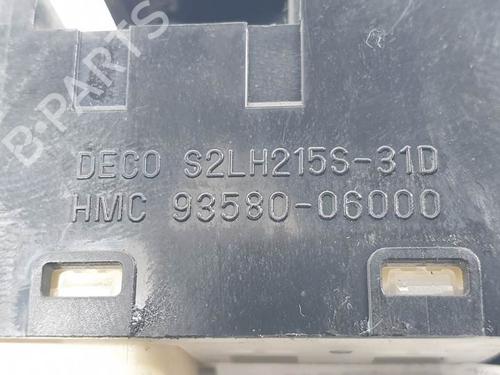 B-PARTS
DECO S2LH215S-31D
HMC 93580-06000